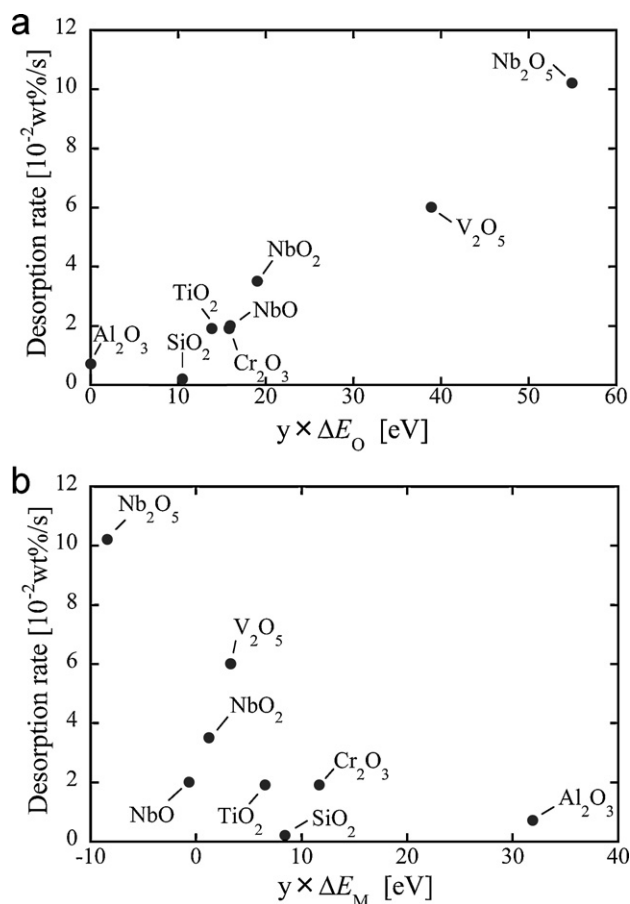 a
12
10
8
6
4
2
0
Desorption rate [10⁻²wt%/s]
Nb₂O₅
V₂O₅
NbO₂
TiO₂
NbO
Al₂O₃
SiO₂
Cr₂O₃
0 10 20 30 40 50 60
y × ΔE_O [eV]
b
12
10
8
6
4
2
0
Desorption rate [10⁻²wt%/s]
Nb₂O₅
V₂O₅
NbO₂
Cr₂O₃
NbO
TiO₂
SiO₂
Al₂O₃
-10 0 10 20 30 40
y × ΔE_M [eV]